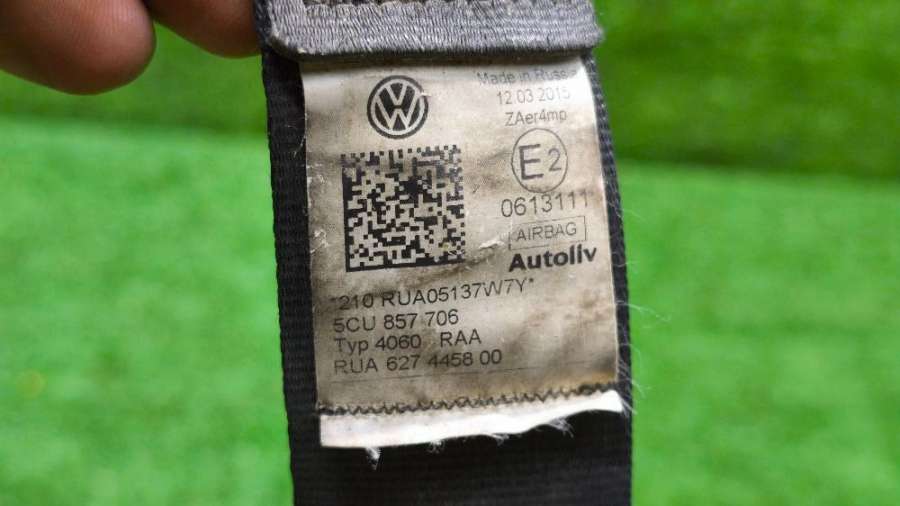 Made in Russia
12.03 2015
ZAer4mp
E2
0613111
AIRBAG
Autoliv
*210 RUA05137W7Y*
5CU 857 706
Typ 4060 RAA
RUA 627 4458 00